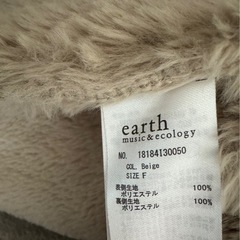 earth
music&ecology
NO. 18184130050
COL. Beige
SIZE F
表側生地 100%
ポリエステル
裏側生地 100%
ポリエステル